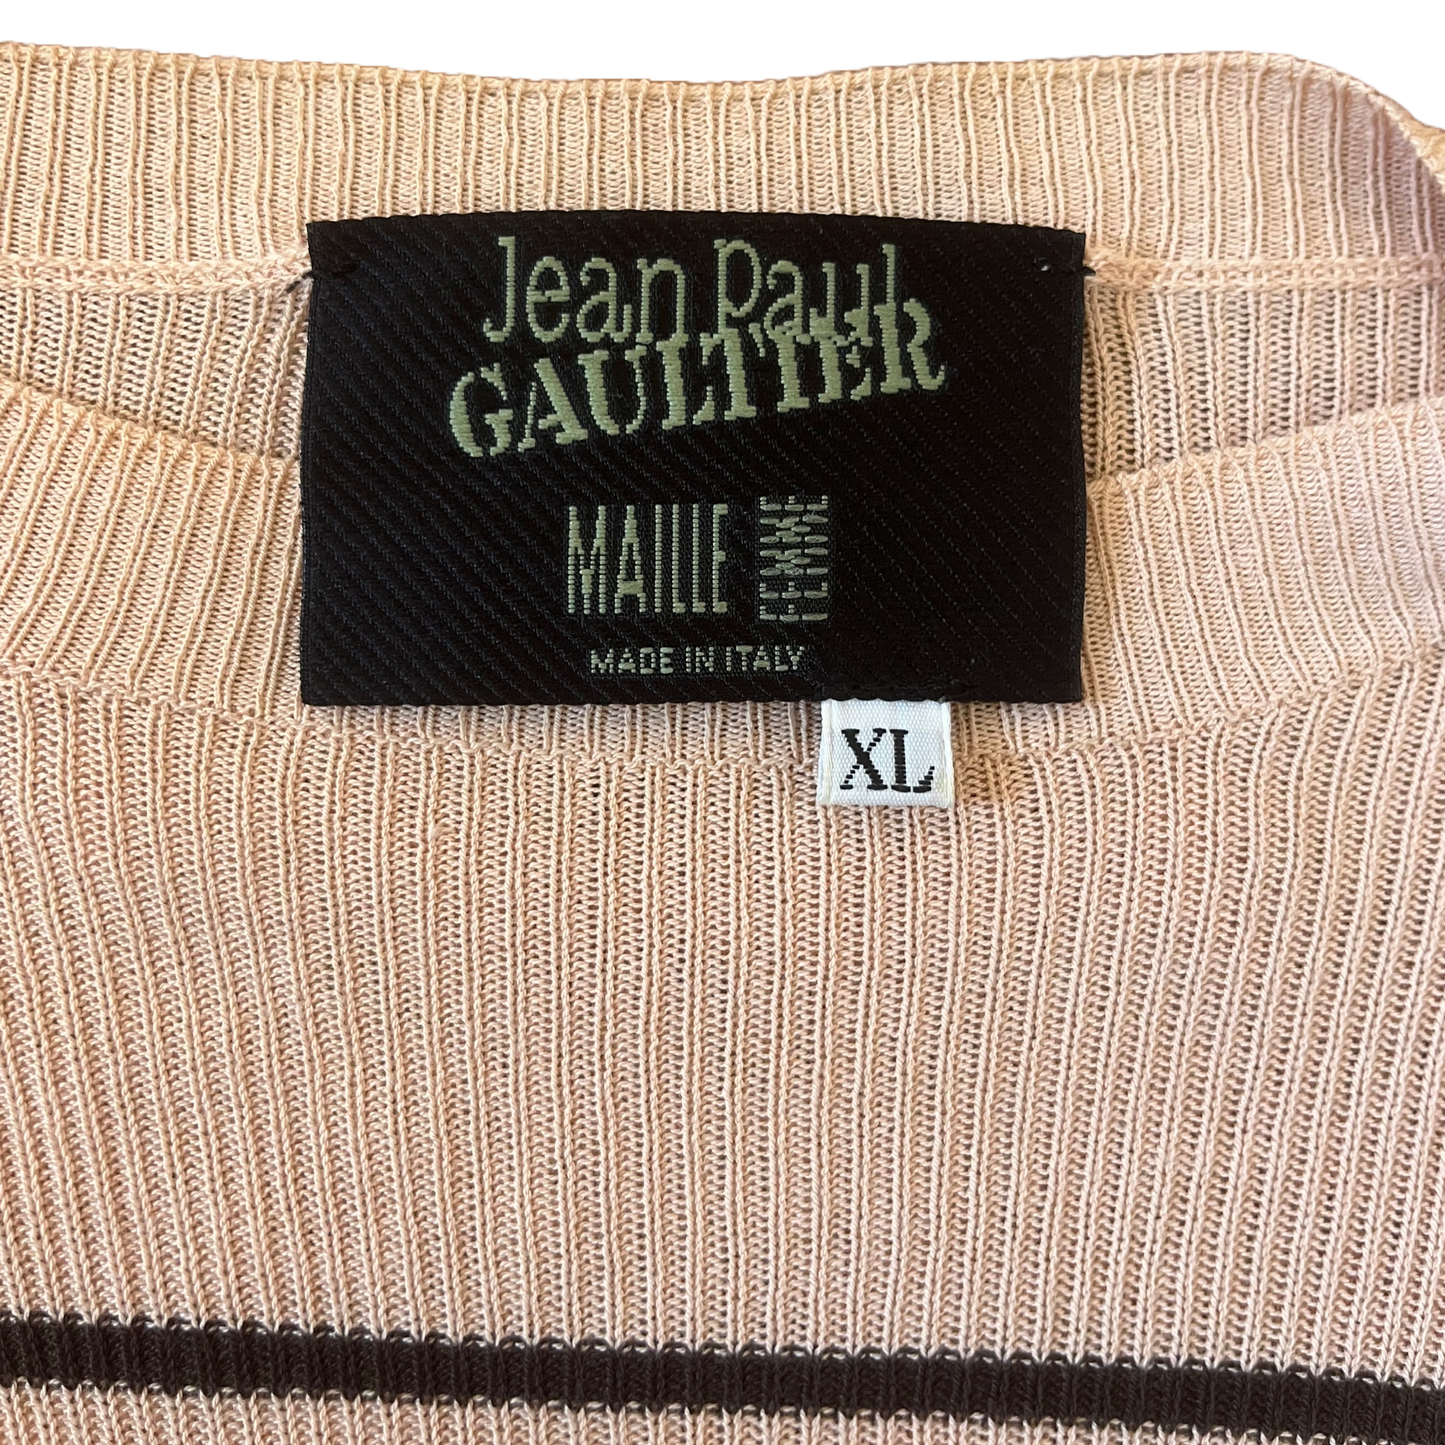 Jean Paul
GAULTIER
MAILLE FEMME
MADE IN ITALY
XL